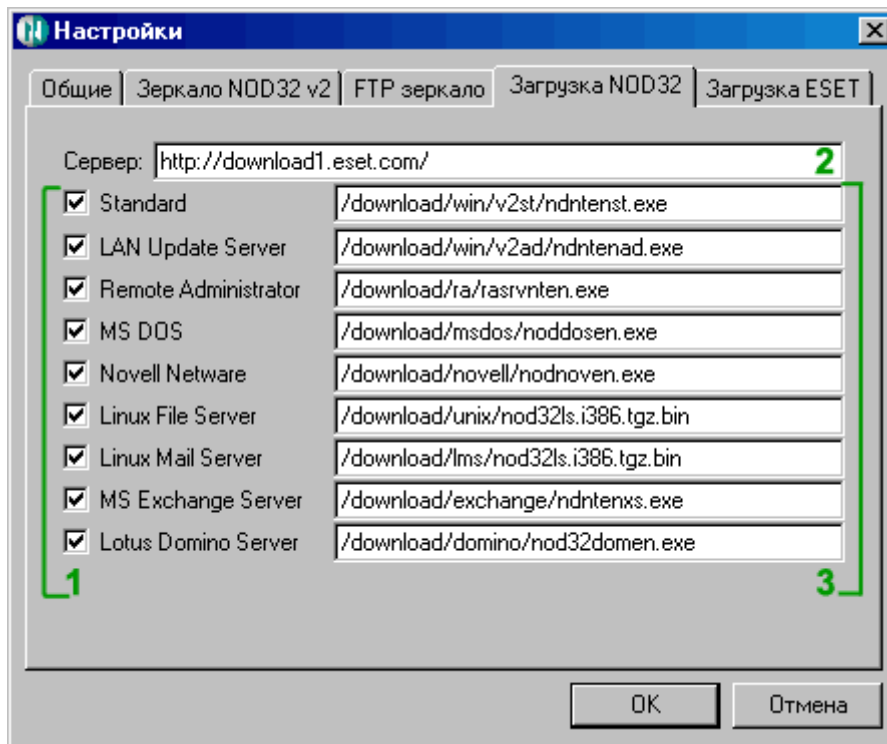 Настройки
Общие Зеркало NOD32 v2 FTP зеркало Загрузка NOD32 Загрузка ESET
Сервер: http://download1.eset.com/ 2
Standard /download/win/v2st/ndntenst.exe
LAN Update Server /download/win/v2ad/ndntenad.exe
Remote Administrator /download/ra/rasrvnten.exe
MS DOS /download/msdos/noddosen.exe
Novell Netware /download/novell/nodnoven.exe
Linux File Server /download/unix/nod32ls.i386.tgz.bin
Linux Mail Server /download/lms/nod32ls.i386.tgz.bin
MS Exchange Server /download/exchange/ndntenxs.exe
Lotus Domino Server /download/domino/nod32domen.exe
1 3
OK Отмена